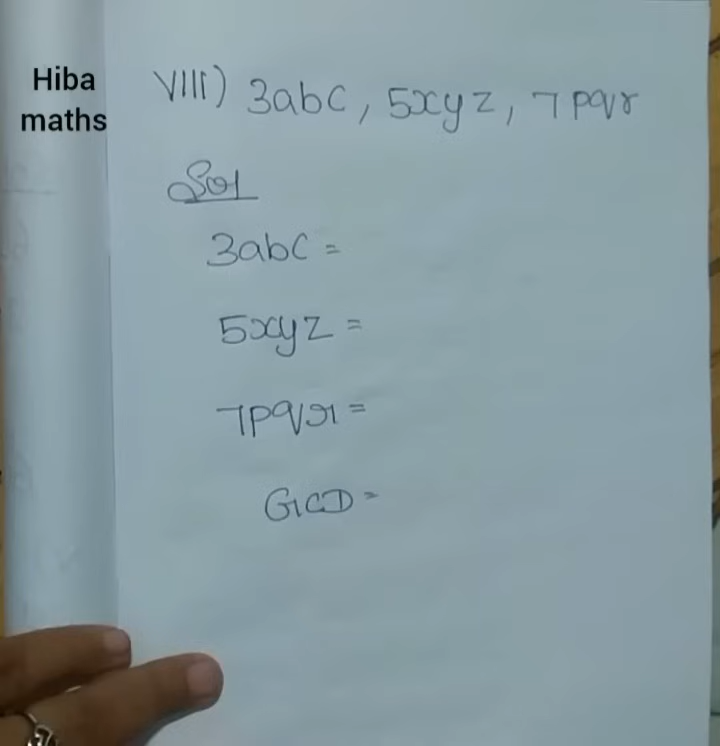 Hiba
maths
VIII) 3abc, 5xyz, 7pqr
Sol
3abc =
5xyz =
7pqr =
GCD =